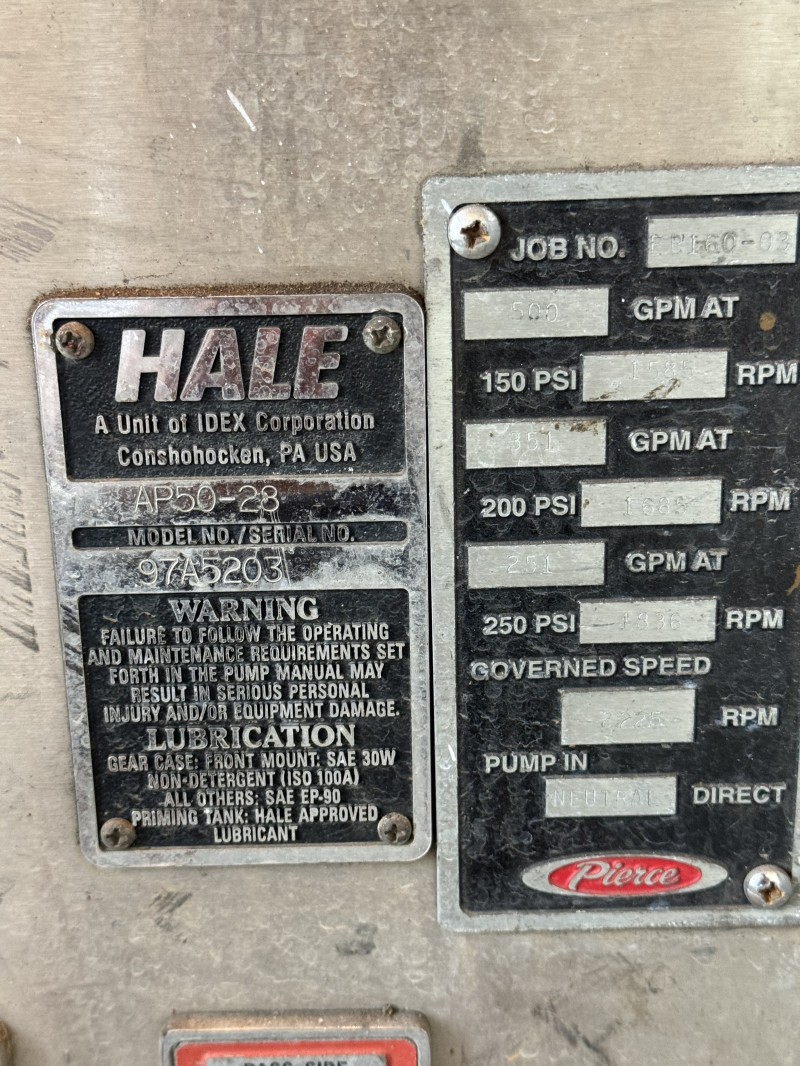 HALE
A Unit of IDEX Corporation
Conshohocken, PA USA
AP50-28
MODEL NO./SERIAL NO.
97A5203
WARNING
FAILURE TO FOLLOW THE OPERATING
AND MAINTENANCE REQUIREMENTS SET
FORTH IN THE PUMP MANUAL MAY
RESULT IN SERIOUS PERSONAL
INJURY AND/OR EQUIPMENT DAMAGE.
LUBRICATION
GEAR CASE: FRONT MOUNT: SAE 30W
NON-DETERGENT (ISO 100A)
ALL OTHERS: SAE EP-90
PRIMING TANK: HALE APPROVED
LUBRICANT
JOB NO.
500 GPM AT
150 PSI RPM
351 GPM AT
200 PSI RPM
251 GPM AT
250 PSI RPM
GOVERNED SPEED
RPM
PUMP IN
NEUTRAL DIRECT
Pierce